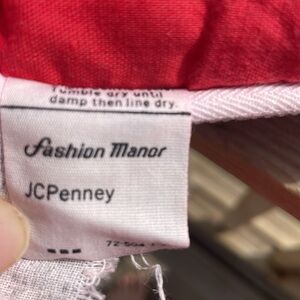 Tumble dry until
damp then line dry.
Fashion Manor
JCPenney